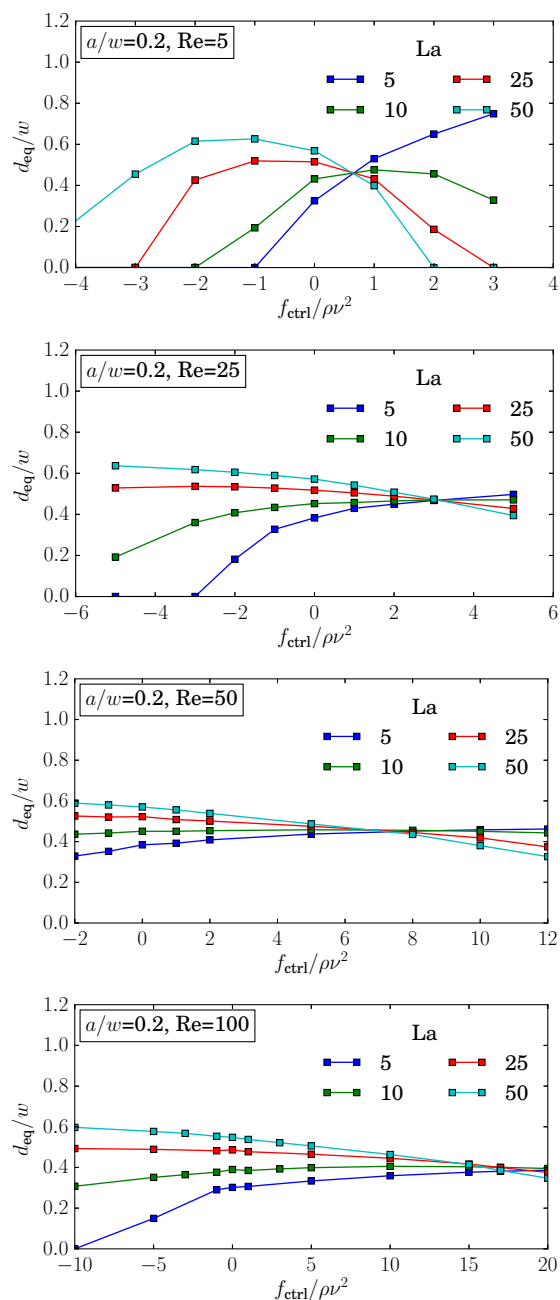 a/w=0.2, Re=5
La
5 25
10 50
1.2
1.0
0.8
0.6
0.4
0.2
0.0
d_eq/w
−4 −3 −2 −1 0 1 2 3 4
f_ctrl/ρν²
a/w=0.2, Re=25
La
5 25
10 50
1.2
1.0
0.8
0.6
0.4
0.2
0.0
d_eq/w
−6 −4 −2 0 2 4 6
f_ctrl/ρν²
a/w=0.2, Re=50
La
5 25
10 50
1.2
1.0
0.8
0.6
0.4
0.2
0.0
d_eq/w
−2 0 2 4 6 8 10 12
f_ctrl/ρν²
a/w=0.2, Re=100
La
5 25
10 50
1.2
1.0
0.8
0.6
0.4
0.2
0.0
d_eq/w
−10 −5 0 5 10 15 20
f_ctrl/ρν²